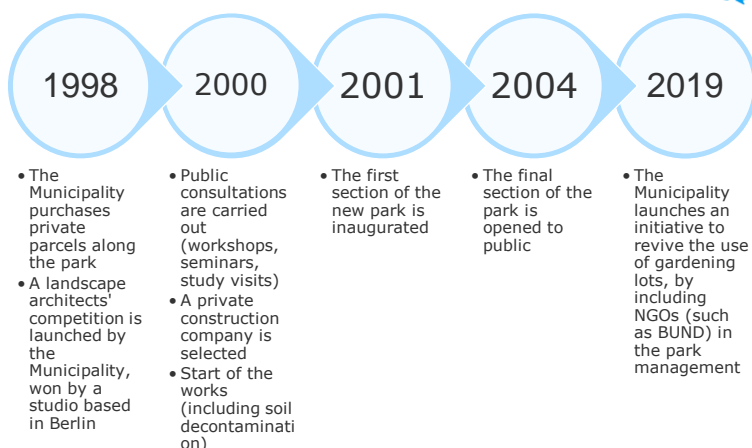 1998
2000
2001
2004
2019
• The
Municipality
purchases
private
parcels along
the park
• A landscape
architects'
competition is
launched by
the
Municipality,
won by a
studio based
in Berlin
• Public
consultations
are carried
out
(workshops,
seminars,
study visits)
• A private
construction
company is
selected
• Start of the
works
(including soil
decontaminati
on)
• The first
section of the
new park is
inaugurated
• The final
section of the
park is
opened to
public
• The
Municipality
launches an
initiative to
revive the use
of gardening
lots, by
including
NGOs (such
as BUND) in
the park
management